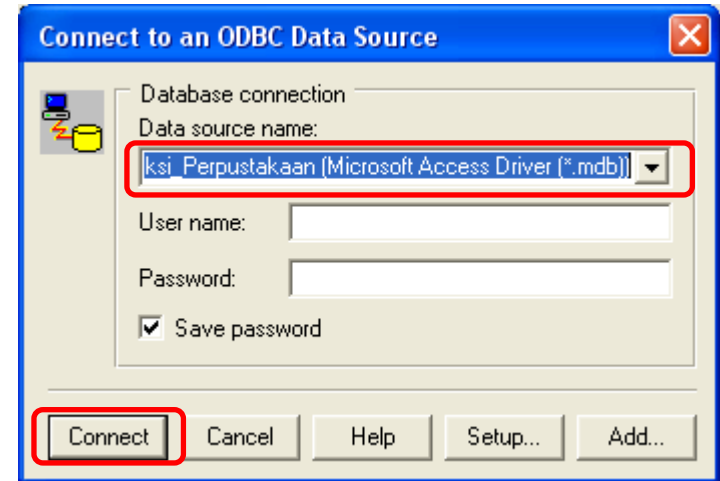 Connect to an ODBC Data Source
Database connection
Data source name:
ksi_Perpustakaan (Microsoft Access Driver (*.mdb))
User name:
Password:
Save password
Connect Cancel Help Setup... Add...